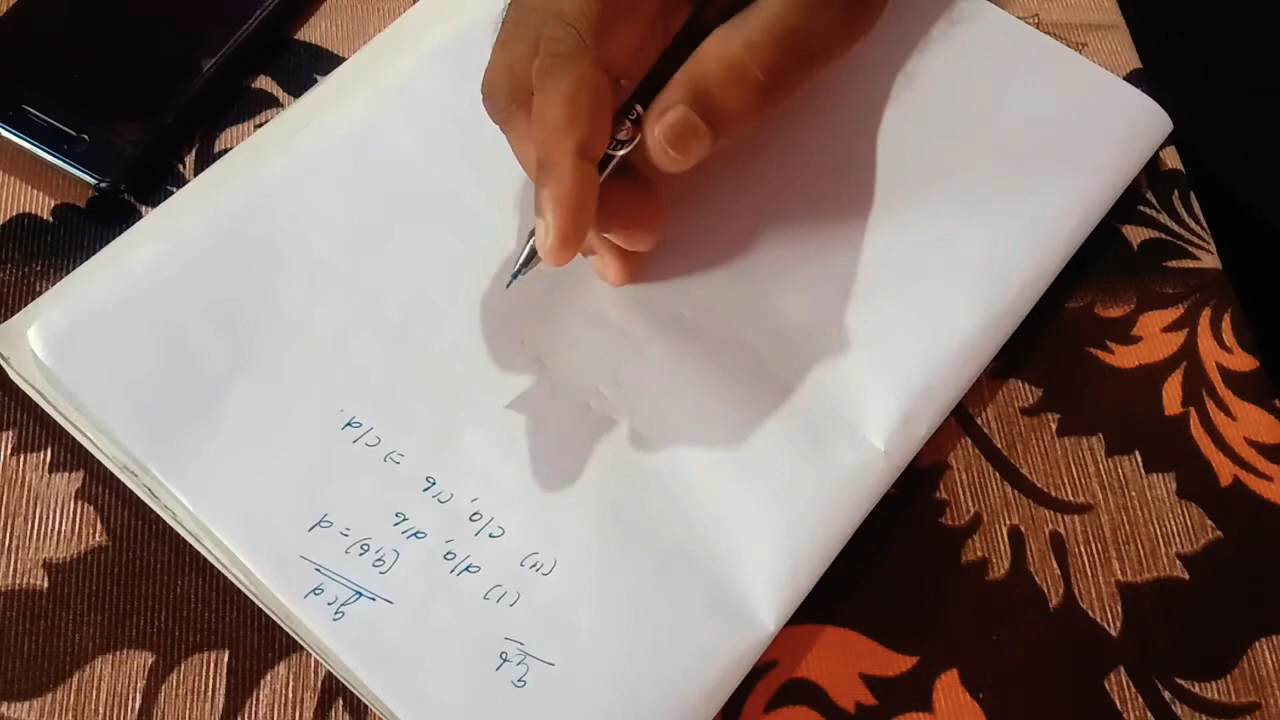 a, b
gcd
(a,b) = d
(i) d/a, d|b
(ii) c/a, c|b ⇒ c/d.